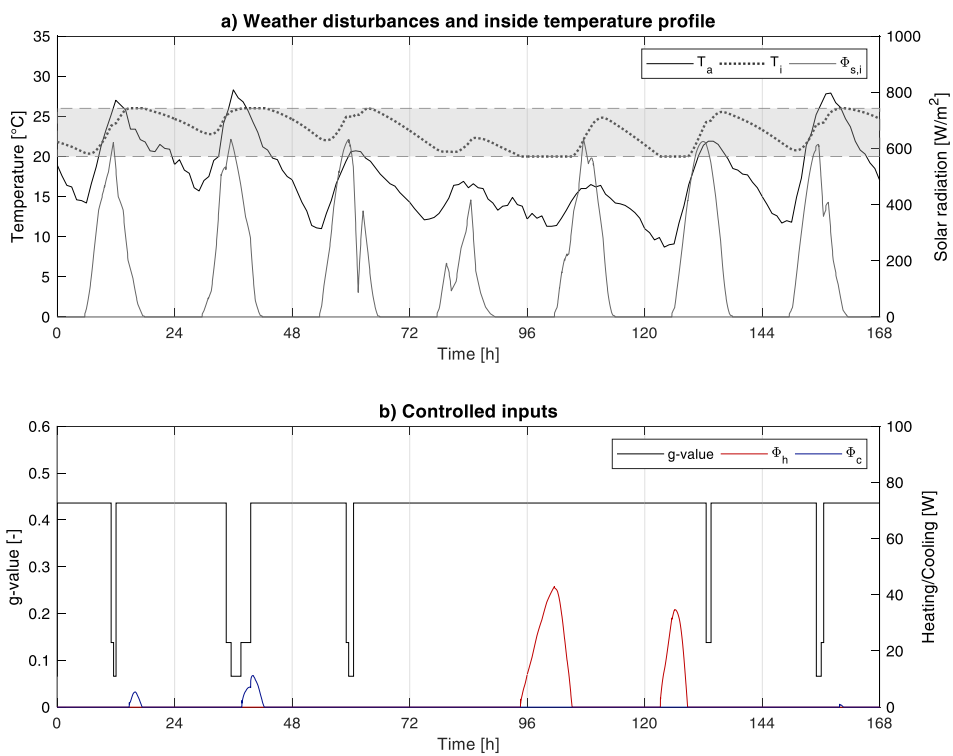 a) Weather disturbances and inside temperature profile
35
30
25
20
15
10
5
0
Temperature [°C]
1000
800
600
400
200
0
Solar radiation [W/m²]
T_a T_i Φ_s,i
0 24 48 72 96 120 144 168
Time [h]
b) Controlled inputs
0.6
0.5
0.4
0.3
0.2
0.1
0
g-value [-]
100
80
60
40
20
0
Heating/Cooling [W]
g-value Φ_h Φ_c
0 24 48 72 96 120 144 168
Time [h]